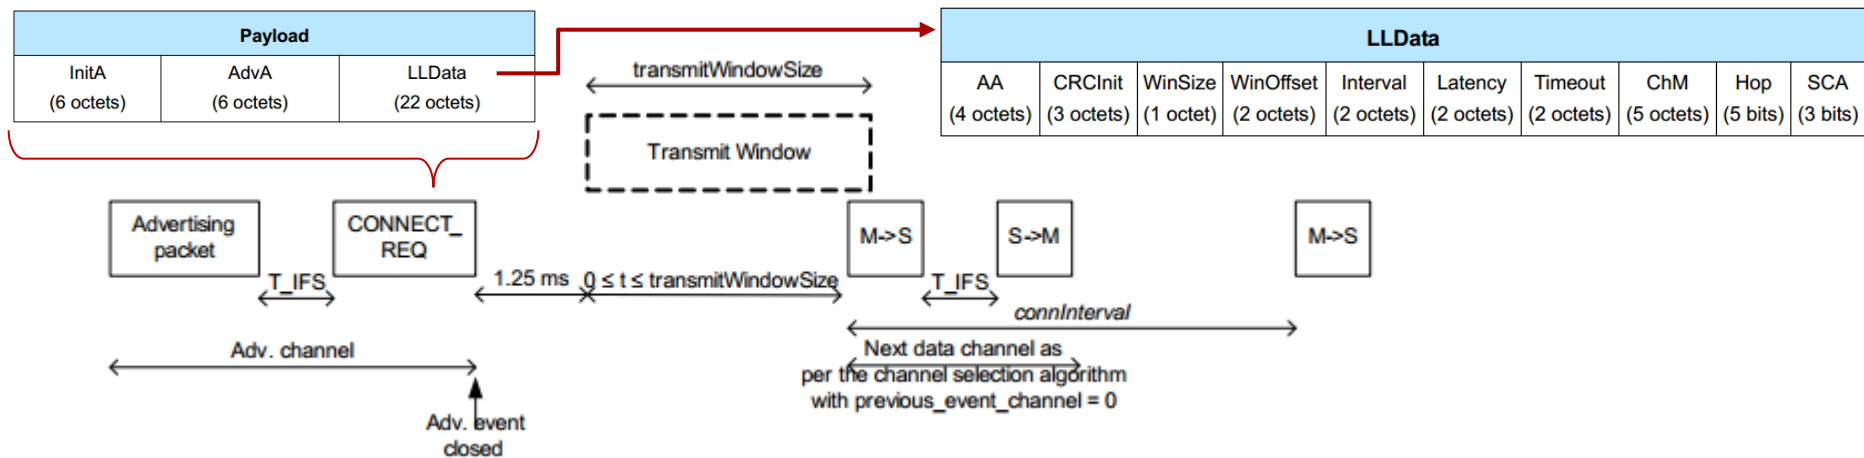 Payload
InitA
(6 octets)
AdvA
(6 octets)
LLData
(22 octets)
LLData
AA
(4 octets)
CRCInit
(3 octets)
WinSize
(1 octet)
WinOffset
(2 octets)
Interval
(2 octets)
Latency
(2 octets)
Timeout
(2 octets)
ChM
(5 octets)
Hop
(5 bits)
SCA
(3 bits)
transmitWindowSize
Transmit Window
Advertising
packet
CONNECT_
REQ
M->S
S->M
M->S
T_IFS
1.25 ms
0 ≤ t ≤ transmitWindowSize
T_IFS
connInterval
Adv. channel
Next data channel as
per the channel selection algorithm
with previous_event_channel = 0
Adv. event
closed